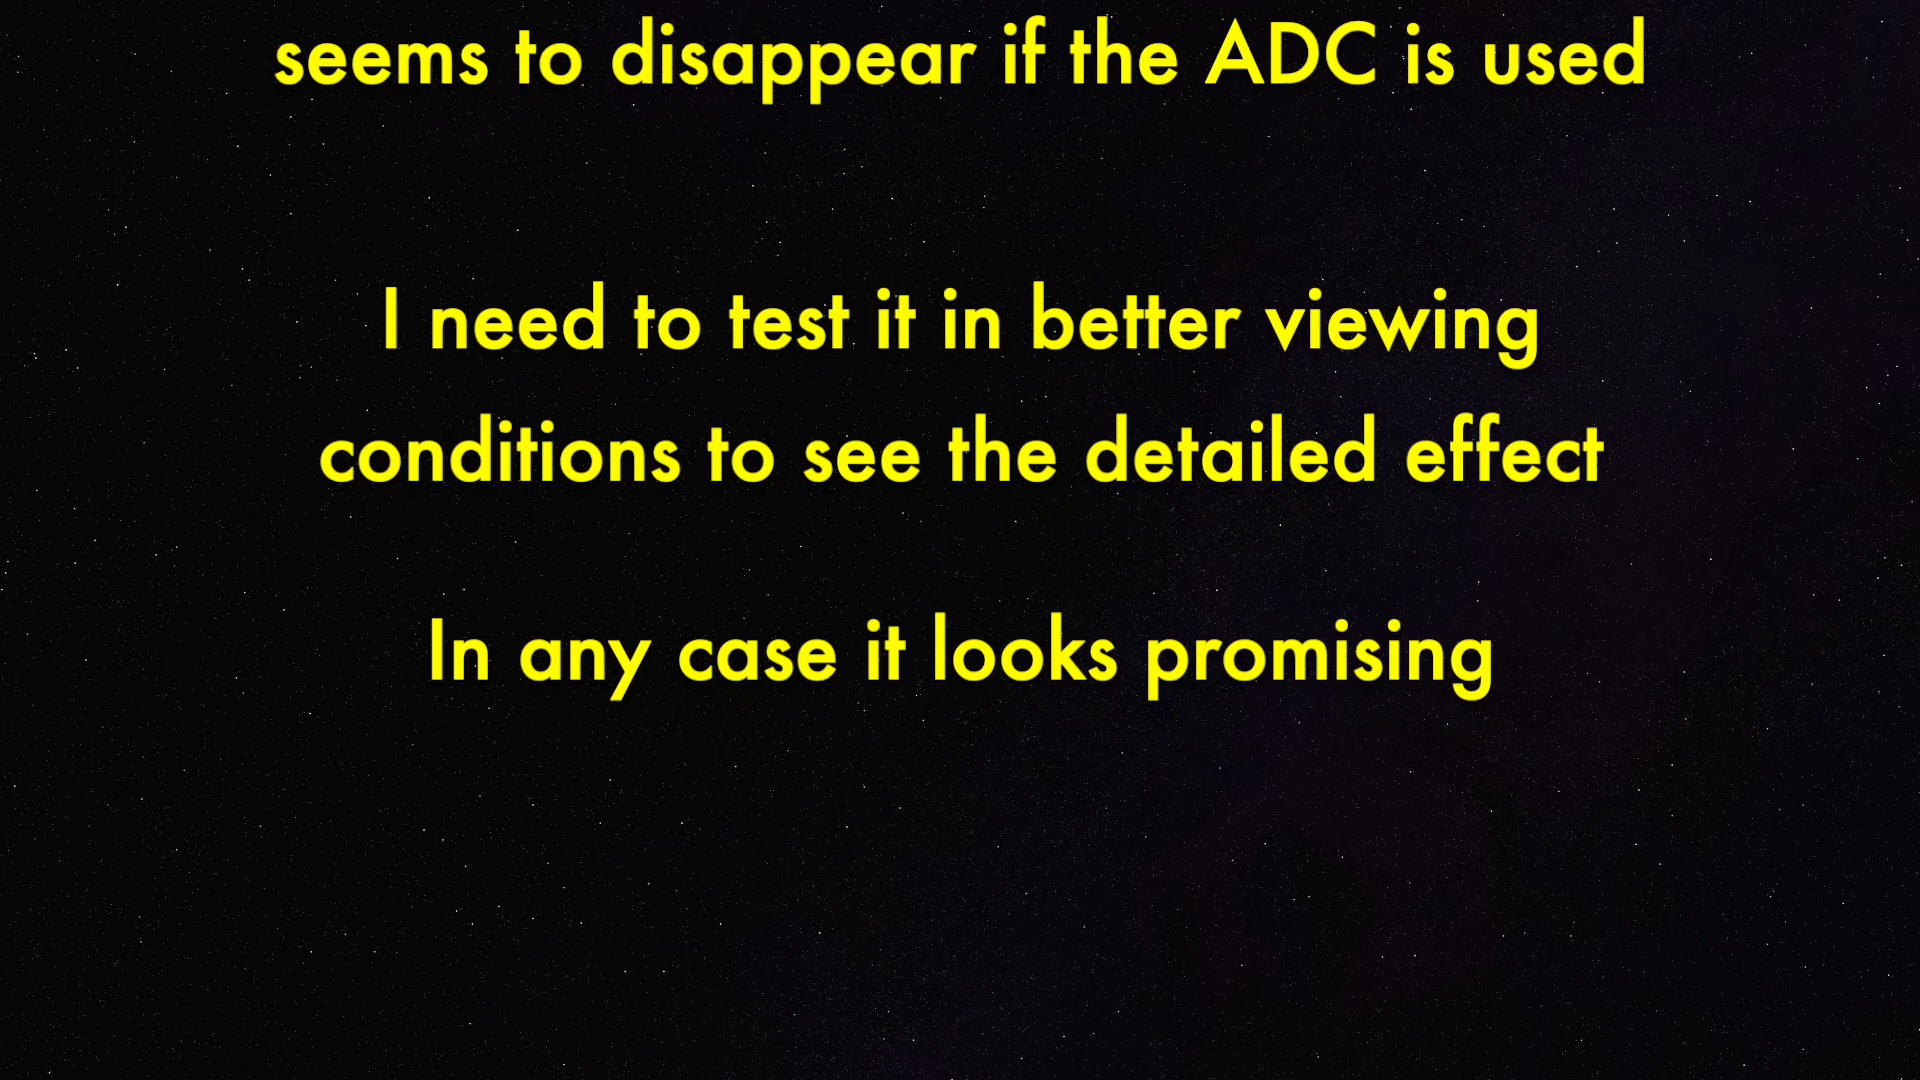 seems to disappear if the ADC is used
I need to test it in better viewing
conditions to see the detailed effect
In any case it looks promising